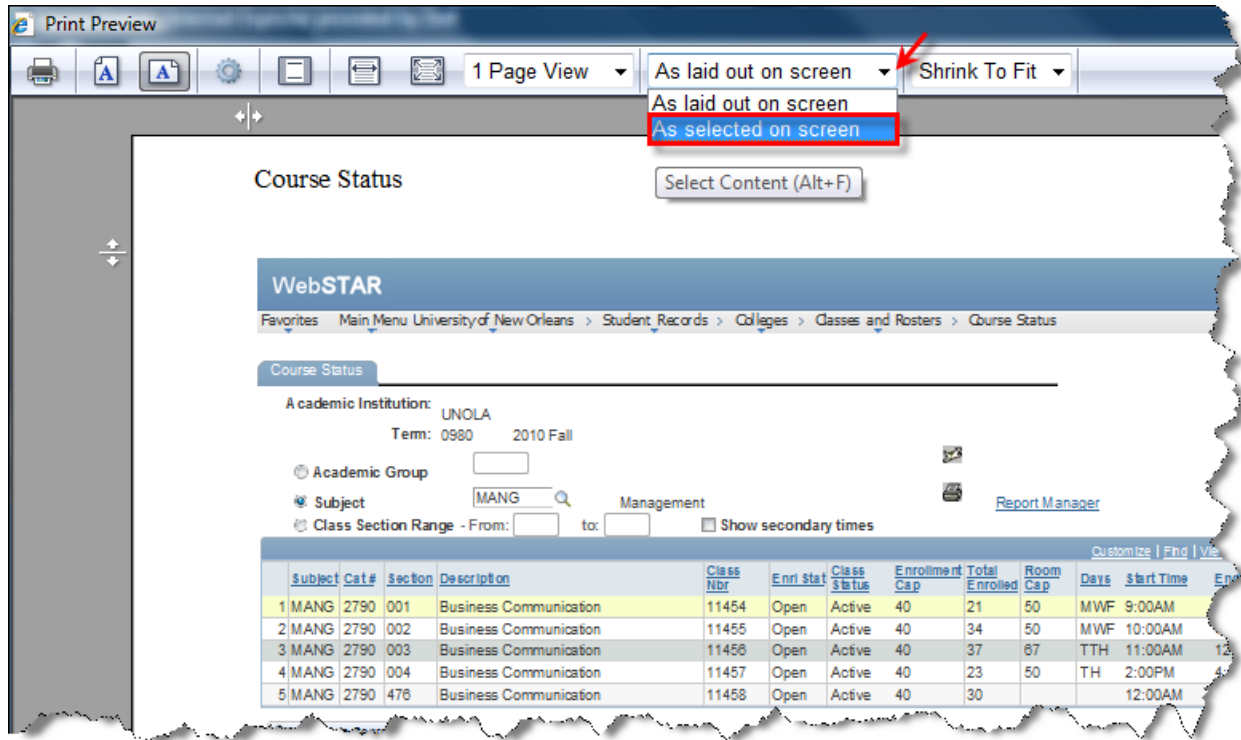 Print Preview
1 Page View As laid out on screen Shrink To Fit
As laid out on screen
As selected on screen
Select Content (Alt+F)
Course Status
WebSTAR
Favorites Main Menu University of New Orleans > Student Records > Colleges > Classes and Rosters > Course Status
Course Status
Academic Institution: UNOLA
Term: 0980 2010 Fall
Academic Group
Subject MANG Management Report Manager
Class Section Range - From: to: Show secondary times
Customize | Find |
Subject Cat# Section Description Class Nbr Enrl Stat Class Status Enrollment Cap Total Enrolled Room Cap Days Start Time
1 MANG 2790 001 Business Communication 11454 Open Active 40 21 50 MWF 9:00AM
2 MANG 2790 002 Business Communication 11455 Open Active 40 34 50 MWF 10:00AM
3 MANG 2790 003 Business Communication 11456 Open Active 40 37 67 TTH 11:00AM
4 MANG 2790 004 Business Communication 11457 Open Active 40 23 50 TH 2:00PM
5 MANG 2790 476 Business Communication 11458 Open Active 40 30 12:00AM